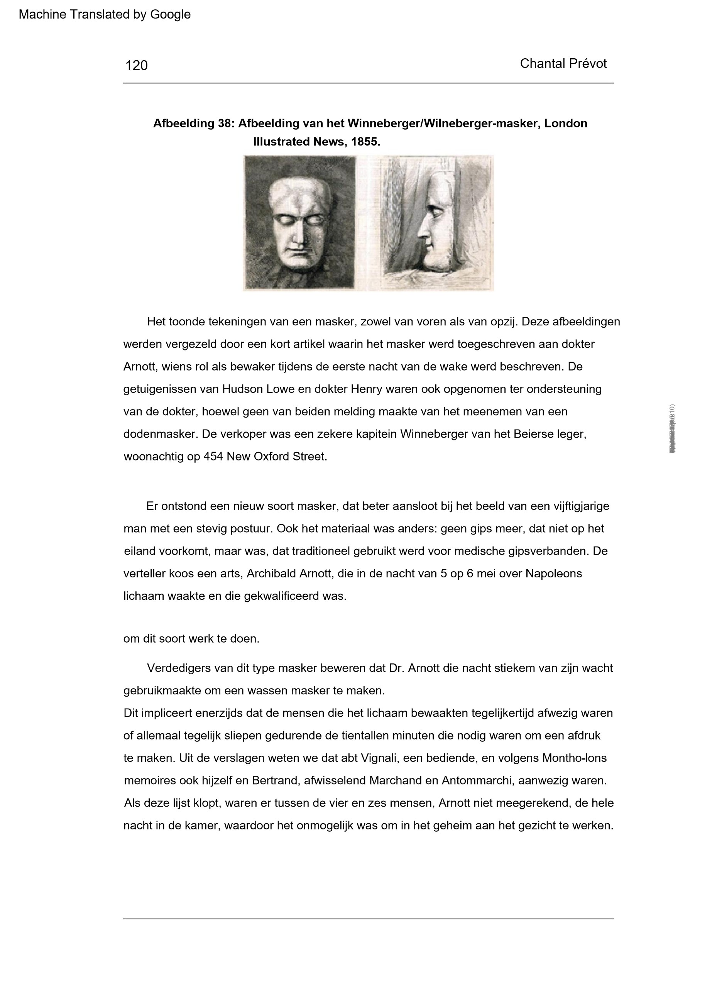 Machine Translated by Google
120
Chantal Prévot
Afbeelding 38: Afbeelding van het Winneberger/Wilneberger-masker, London
Illustrated News, 1855.
Het toonde tekeningen van een masker, zowel van voren als van opzij. Deze afbeeldingen
werden vergezeld door een kort artikel waarin het masker werd toegeschreven aan dokter
Arnott, wiens rol als bewaker tijdens de eerste nacht van de wake werd beschreven. De
getuigenissen van Hudson Lowe en dokter Henry waren ook opgenomen ter ondersteuning
van de dokter, hoewel geen van beiden melding maakte van het meenemen van een
dodenmasker. De verkoper was een zekere kapitein Winneberger van het Beierse leger,
woonachtig op 454 New Oxford Street.
Er ontstond een nieuw soort masker, dat beter aansloot bij het beeld van een vijftigjarige
man met een stevig postuur. Ook het materiaal was anders: geen gips meer, dat niet op het
eiland voorkomt, maar was, dat traditioneel gebruikt werd voor medische gipsverbanden. De
verteller koos een arts, Archibald Arnott, die in de nacht van 5 op 6 mei over Napoleons
lichaam waakte en die gekwalificeerd was.
om dit soort werk te doen.
Verdedigers van dit type masker beweren dat Dr. Arnott die nacht stiekem van zijn wacht
gebruikmaakte om een wassen masker te maken.
Dit impliceert enerzijds dat de mensen die het lichaam bewaakten tegelijkertijd afwezig waren
of allemaal tegelijk sliepen gedurende de tientallen minuten die nodig waren om een afdruk
te maken. Uit de verslagen weten we dat abt Vignali, een bediende, en volgens Montho-lons
memoires ook hijzelf en Bertrand, afwisselend Marchand en Antommarchi, aanwezig waren.
Als deze lijst klopt, waren er tussen de vier en zes mensen, Arnott niet meegerekend, de hele
nacht in de kamer, waardoor het onmogelijk was om in het geheim aan het gezicht te werken.